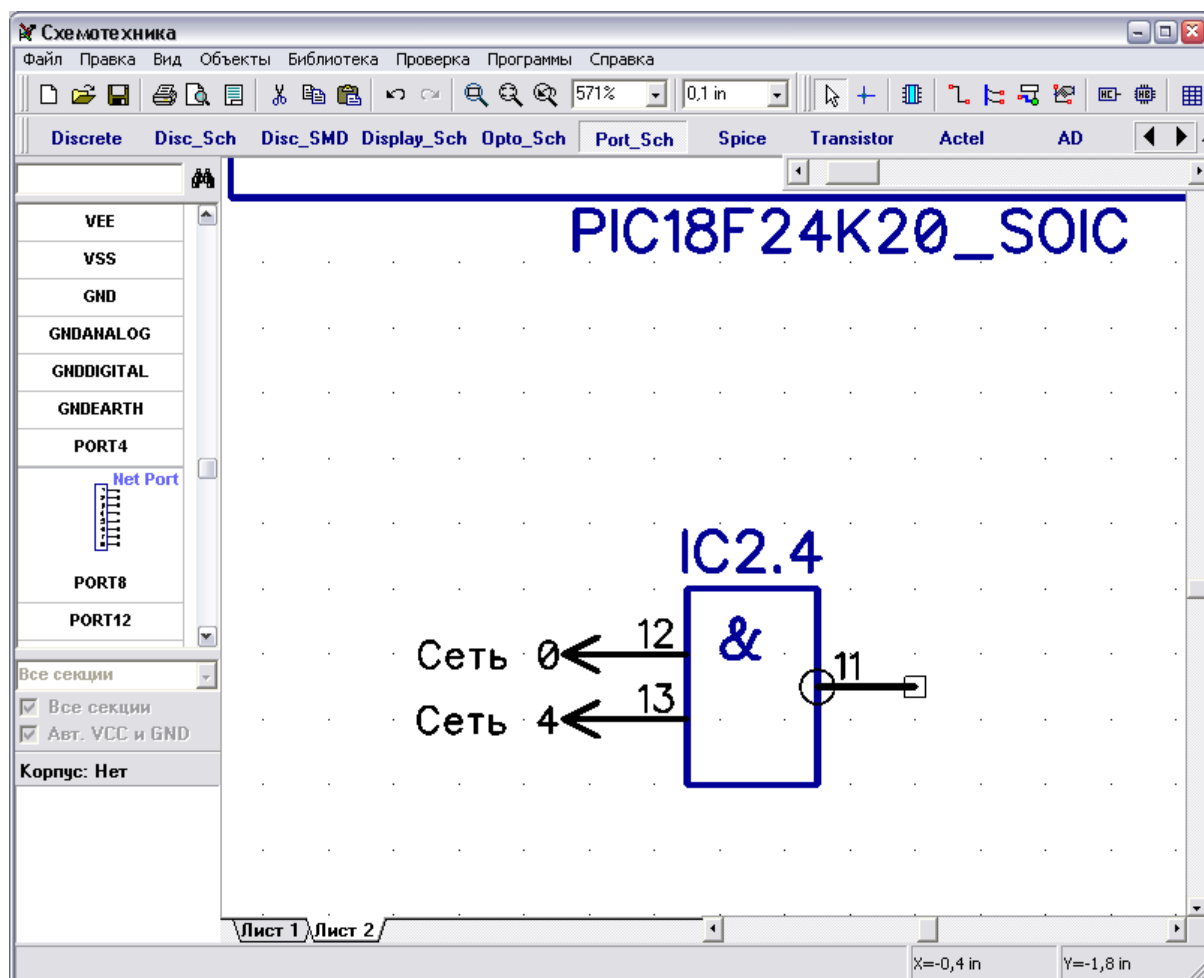 Схемотехника
Файл Правка Вид Объекты Библиотека Проверка Программы Справка
571% 0,1 in
Discrete Disc_Sch Disc_SMD Display_Sch Opto_Sch Port_Sch Spice Transistor Actel AD
VEE
VSS
GND
GNDANALOG
GNDDIGITAL
GNDEARTH
PORT4
Net Port
PORT8
PORT12
Все секции
Все секции
Авт. VCC и GND
Корпус: Нет
PIC18F24K20_SOIC
IC2.4
&
Сеть 0 12
11
Сеть 4 13
Лист 1 Лист 2
X=-0,4 in Y=-1,8 in